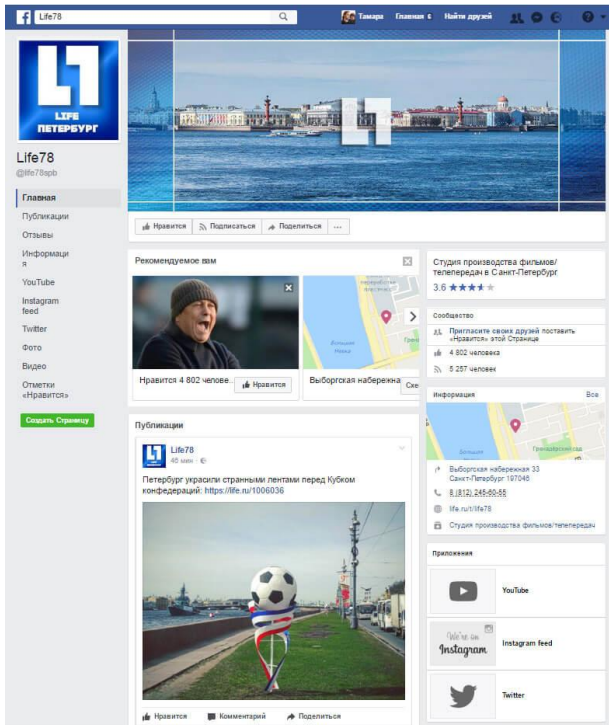 Life78
Тамара
Главная 6
Найти друзей
LIFE
ПЕТЕРБУРГ
Life78
@life78spb
Главная
Публикации
Отзывы
Информаци
я
YouTube
Instagram
feed
Twitter
Фото
Видео
Отметки
«Нравится»
Создать Страницу
Нравится
Подписаться
Поделиться
Рекомендуемое вам
Нравится 4 802 челове...
Нравится
Выборгская набережна
Схе
Публикации
Life78
46 мин
Петербург украсили странными лентами перед Кубком
конфедераций: https://life.ru/1006036
Нравится
Комментарий
Поделиться
Студия производства фильмов/
телепередач в Санкт-Петербург
3.6
Сообщество
Пригласите своих друзей поставить
«Нравится» этой Странице
4 802 человека
5 257 человек
Информация
Все
Гренадерский сад
Выборгская набережная 33
Санкт-Петербург 197046
8 (812) 245-60-55
life.ru/t/life78
Студия производства фильмов/телепередач
Приложения
YouTube
We're on
Instagram
Instagram feed
Twitter